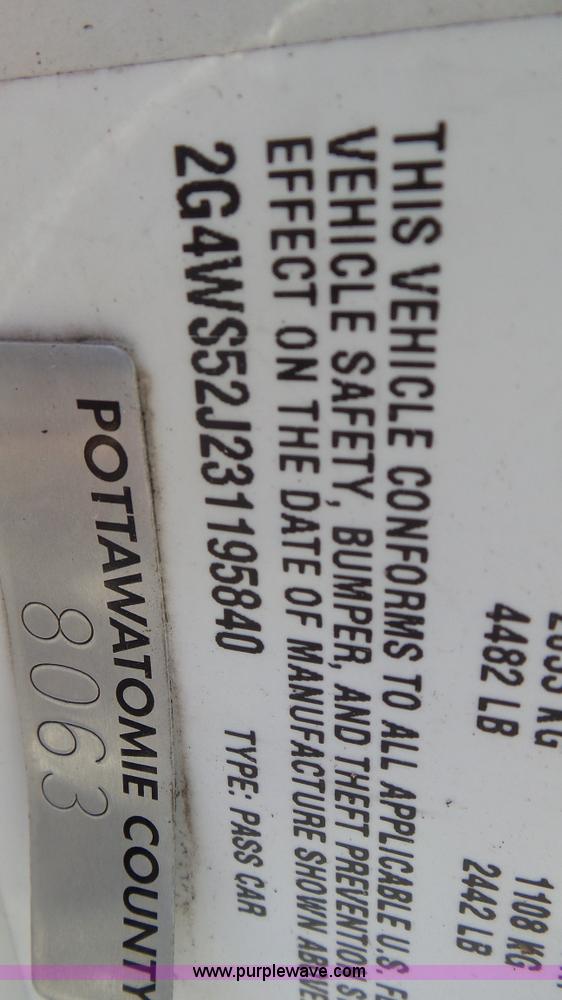 4482 LB
1108 KG
2442 LB
THIS VEHICLE CONFORMS TO ALL APPLICABLE U.S.
VEHICLE SAFETY, BUMPER, AND THEFT PREVENTION
EFFECT ON THE DATE OF MANUFACTURE SHOWN
2G4WS52J231195840 TYPE: PASS CAR
POTTAWATOMIE COUNTY
8063
www.purplewave.com